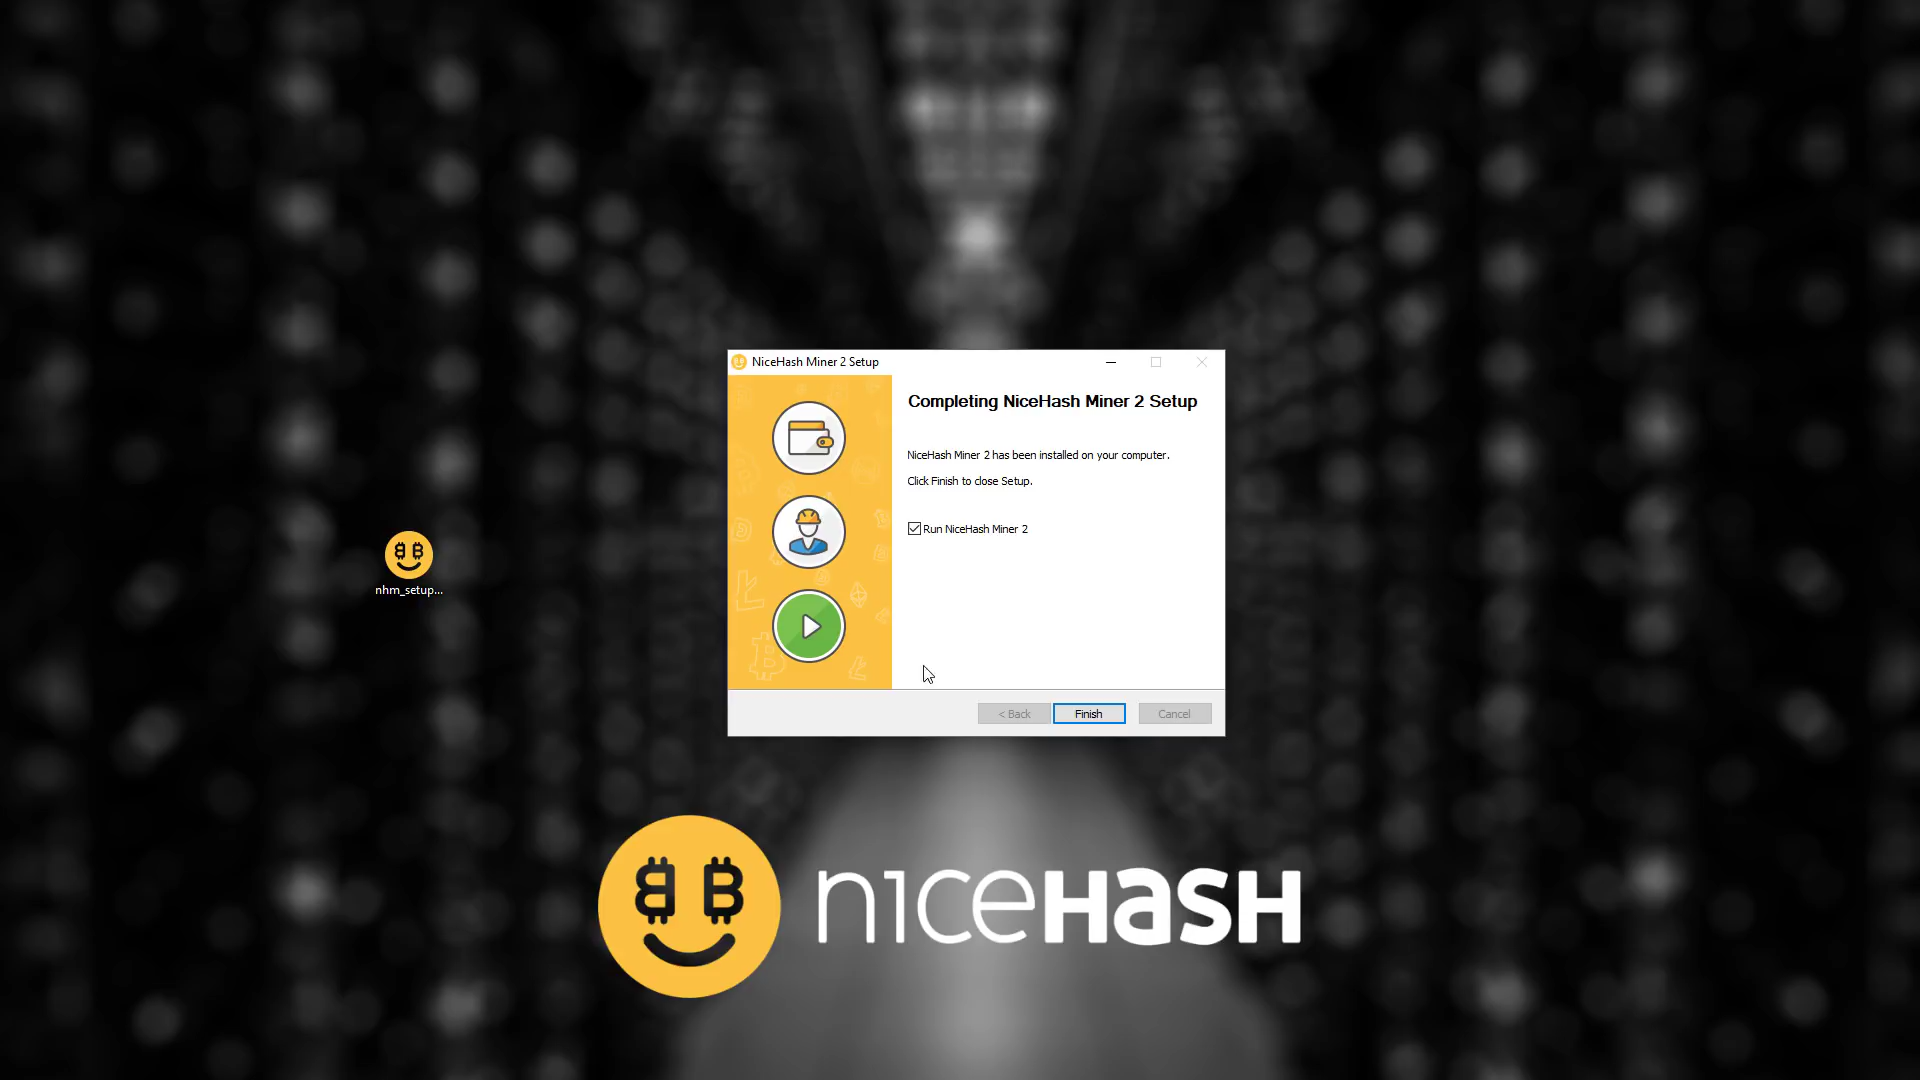 NiceHash Miner 2 Setup
Completing NiceHash Miner 2 Setup
NiceHash Miner 2 has been installed on your computer.
Click Finish to close Setup.
Run NiceHash Miner 2
< Back
Finish
Cancel
nhm_setup...
niceHasH